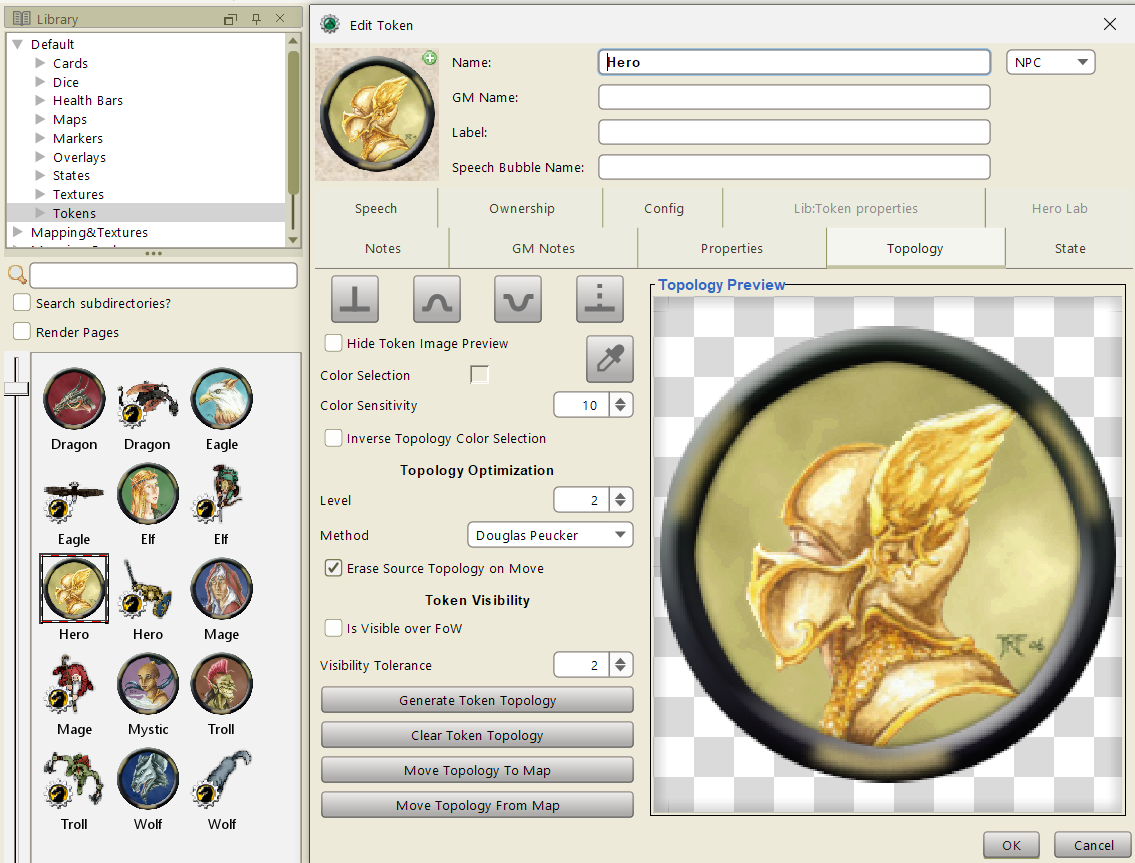 Library
Default
Cards
Dice
Health Bars
Maps
Markers
Overlays
States
Textures
Tokens
Mapping&Textures
Search subdirectories?
Render Pages
Dragon Dragon Eagle
Eagle Elf Elf
Hero Hero Mage
Mage Mystic Troll
Troll Wolf Wolf
Edit Token
Name: Hero NPC
GM Name:
Label:
Speech Bubble Name:
Speech Ownership Config Lib:Token properties Hero Lab
Notes GM Notes Properties Topology State
Hide Token Image Preview
Color Selection
Color Sensitivity 10
Inverse Topology Color Selection
Topology Optimization
Level 2
Method Douglas Peucker
Erase Source Topology on Move
Token Visibility
Is Visible over FoW
Visibility Tolerance 2
Generate Token Topology
Clear Token Topology
Move Topology To Map
Move Topology From Map
Topology Preview
OK Cancel